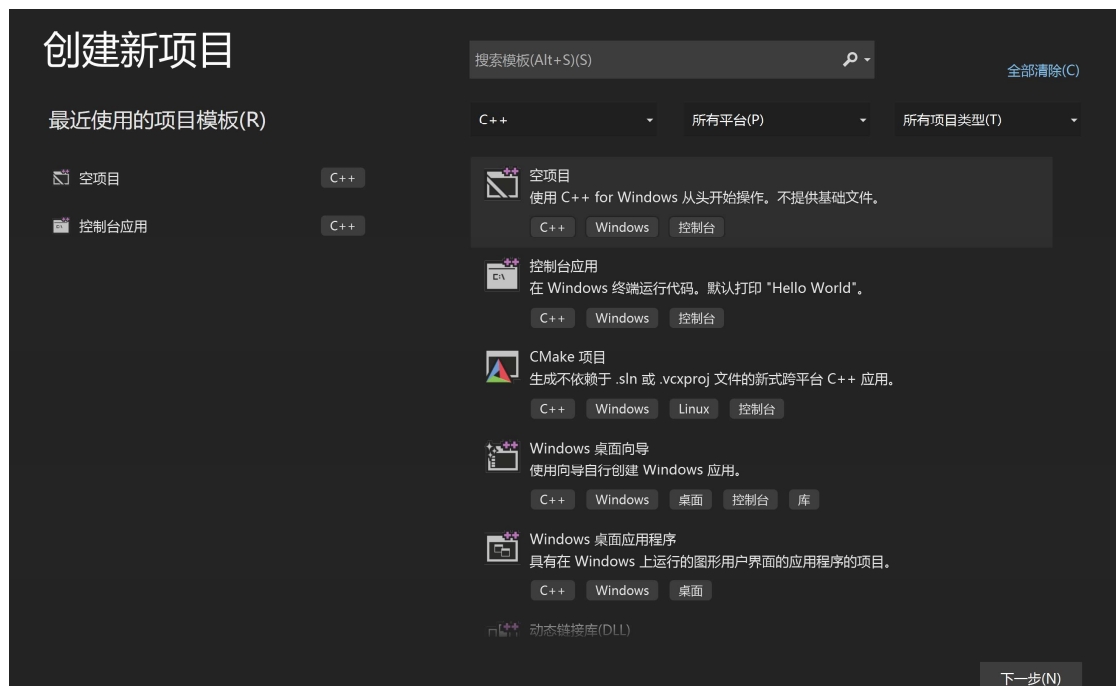 创建新项目
搜索模板(Alt+S)(S)
全部清除(C)
最近使用的项目模板(R)
空项目 C++
控制台应用 C++
C++ 所有平台(P) 所有项目类型(T)
空项目
使用 C++ for Windows 从头开始操作。不提供基础文件。
C++ Windows 控制台
控制台应用
在 Windows 终端运行代码。默认打印 "Hello World"。
C++ Windows 控制台
CMake 项目
生成不依赖于 .sln 或 .vcxproj 文件的新式跨平台 C++ 应用。
C++ Windows Linux 控制台
Windows 桌面向导
使用向导自行创建 Windows 应用。
C++ Windows 桌面 控制台 库
Windows 桌面应用程序
具有在 Windows 上运行的图形用户界面的应用程序的项目。
C++ Windows 桌面
动态链接库(DLL)
下一步(N)